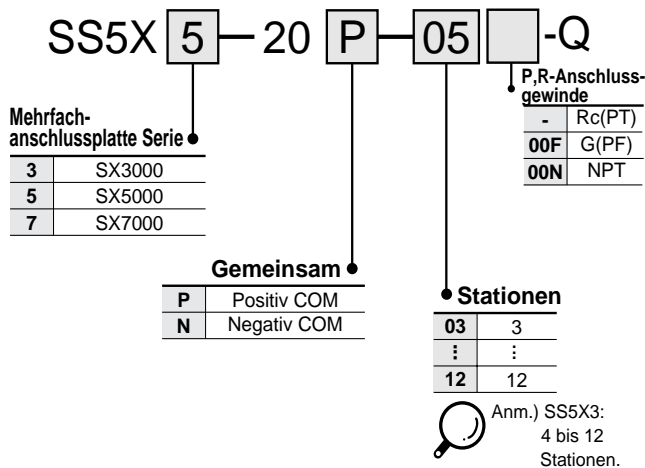 SS5X 5 — 20 P — 05 -Q
P,R-Anschluss-
gewinde
- Rc(PT)
00F G(PF)
00N NPT
Mehrfach-
anschlussplatte Serie
3 SX3000
5 SX5000
7 SX7000
Gemeinsam
P Positiv COM
N Negativ COM
Stationen
03 3
⋮ ⋮
12 12
Anm.) SS5X3:
4 bis 12
Stationen.